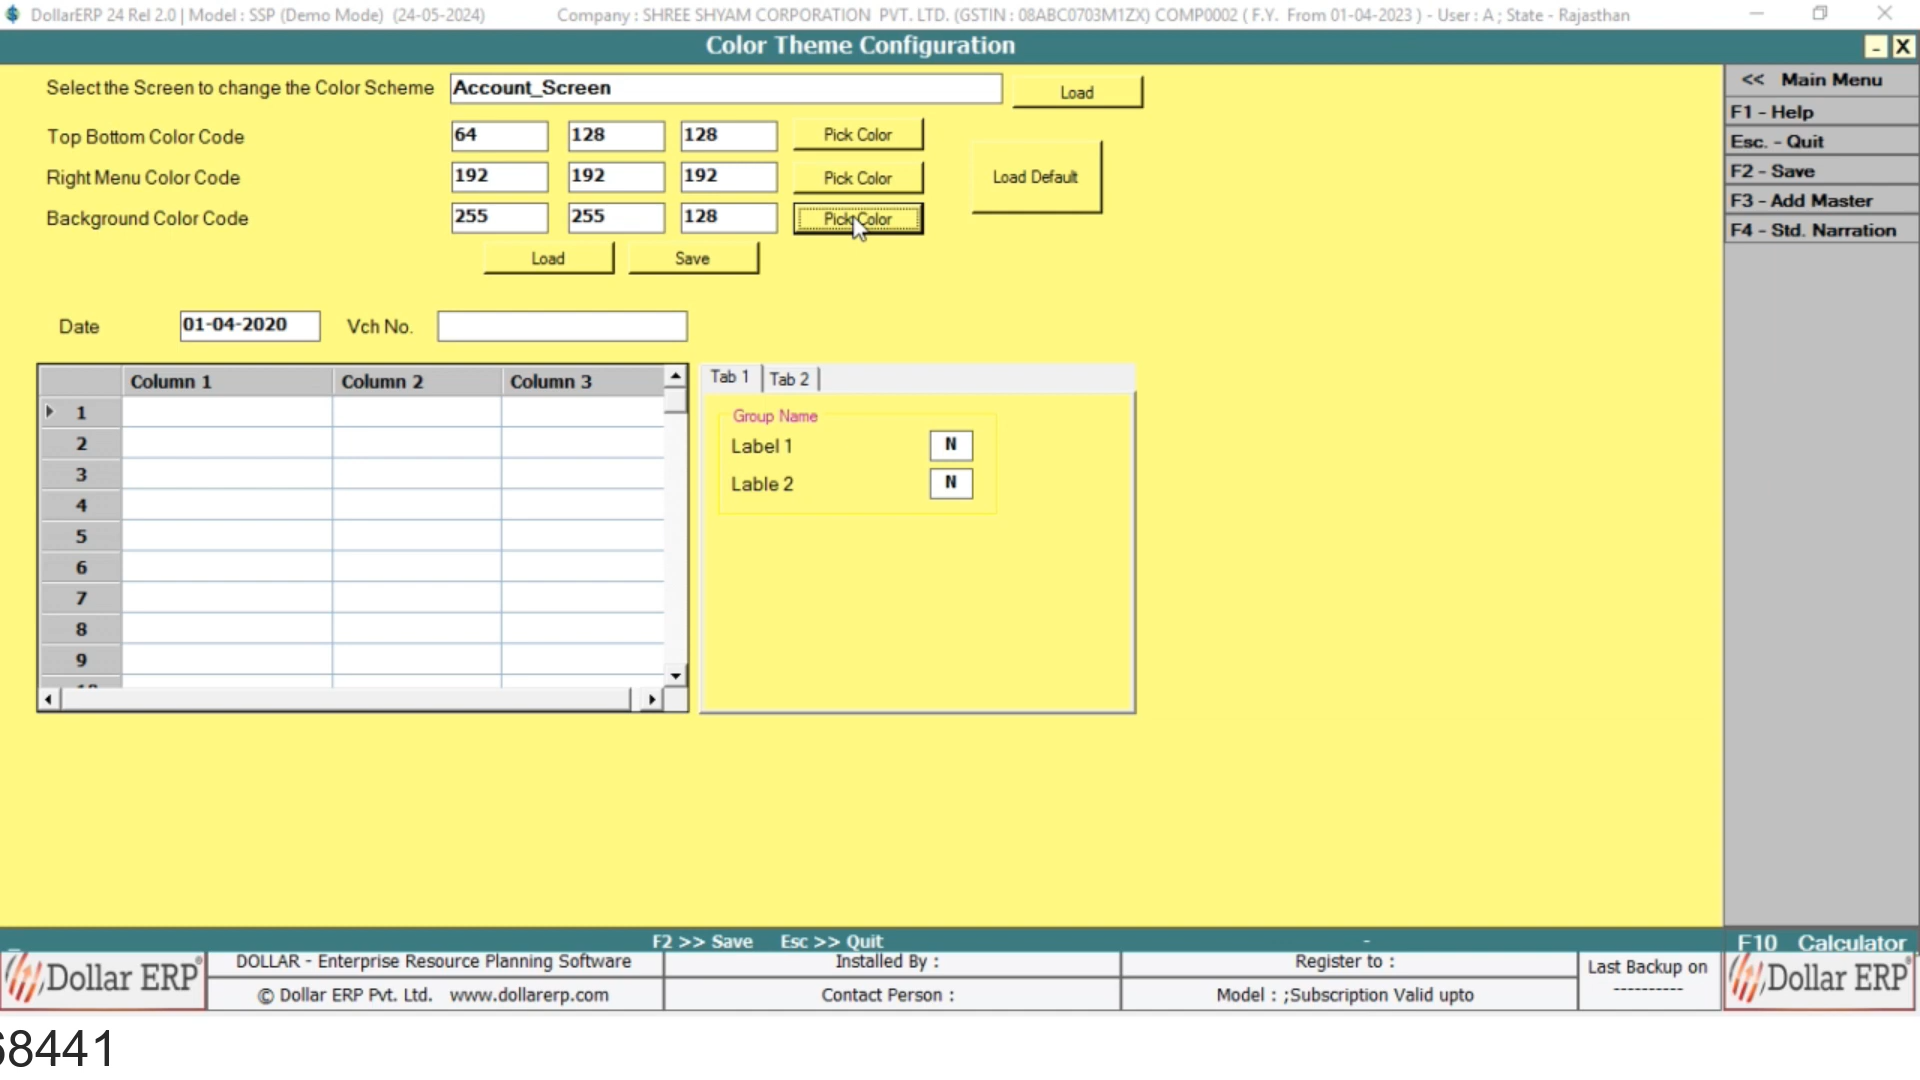 DollarERP 24 Rel 2.0 | Model : SSP (Demo Mode) (24-05-2024) Company : SHREE SHYAM CORPORATION PVT. LTD. (GSTIN : 08ABC0703M1ZX) COMP0002 ( F.Y. From 01-04-2023 ) - User : A ; State - Rajasthan
Color Theme Configuration
- X
Select the Screen to change the Color Scheme Account_Screen Load
Top Bottom Color Code 64 128 128 Pick Color
Right Menu Color Code 192 192 192 Pick Color Load Default
Background Color Code 255 255 128 Pick Color
Load Save
<< Main Menu
F1 - Help
Esc. - Quit
F2 - Save
F3 - Add Master
F4 - Std. Narration
Date 01-04-2020 Vch No.
Column 1 Column 2 Column 3
1
2
3
4
5
6
7
8
9
Tab 1 Tab 2
Group Name
Label 1 N
Lable 2 N
F2 >> Save Esc >> Quit -
F10 Calculator
Dollar ERP®
DOLLAR - Enterprise Resource Planning Software
© Dollar ERP Pvt. Ltd. www.dollarerp.com
Installed By :
Contact Person :
Register to :
Model : ;Subscription Valid upto
Last Backup on
----------
Dollar ERP®
68441